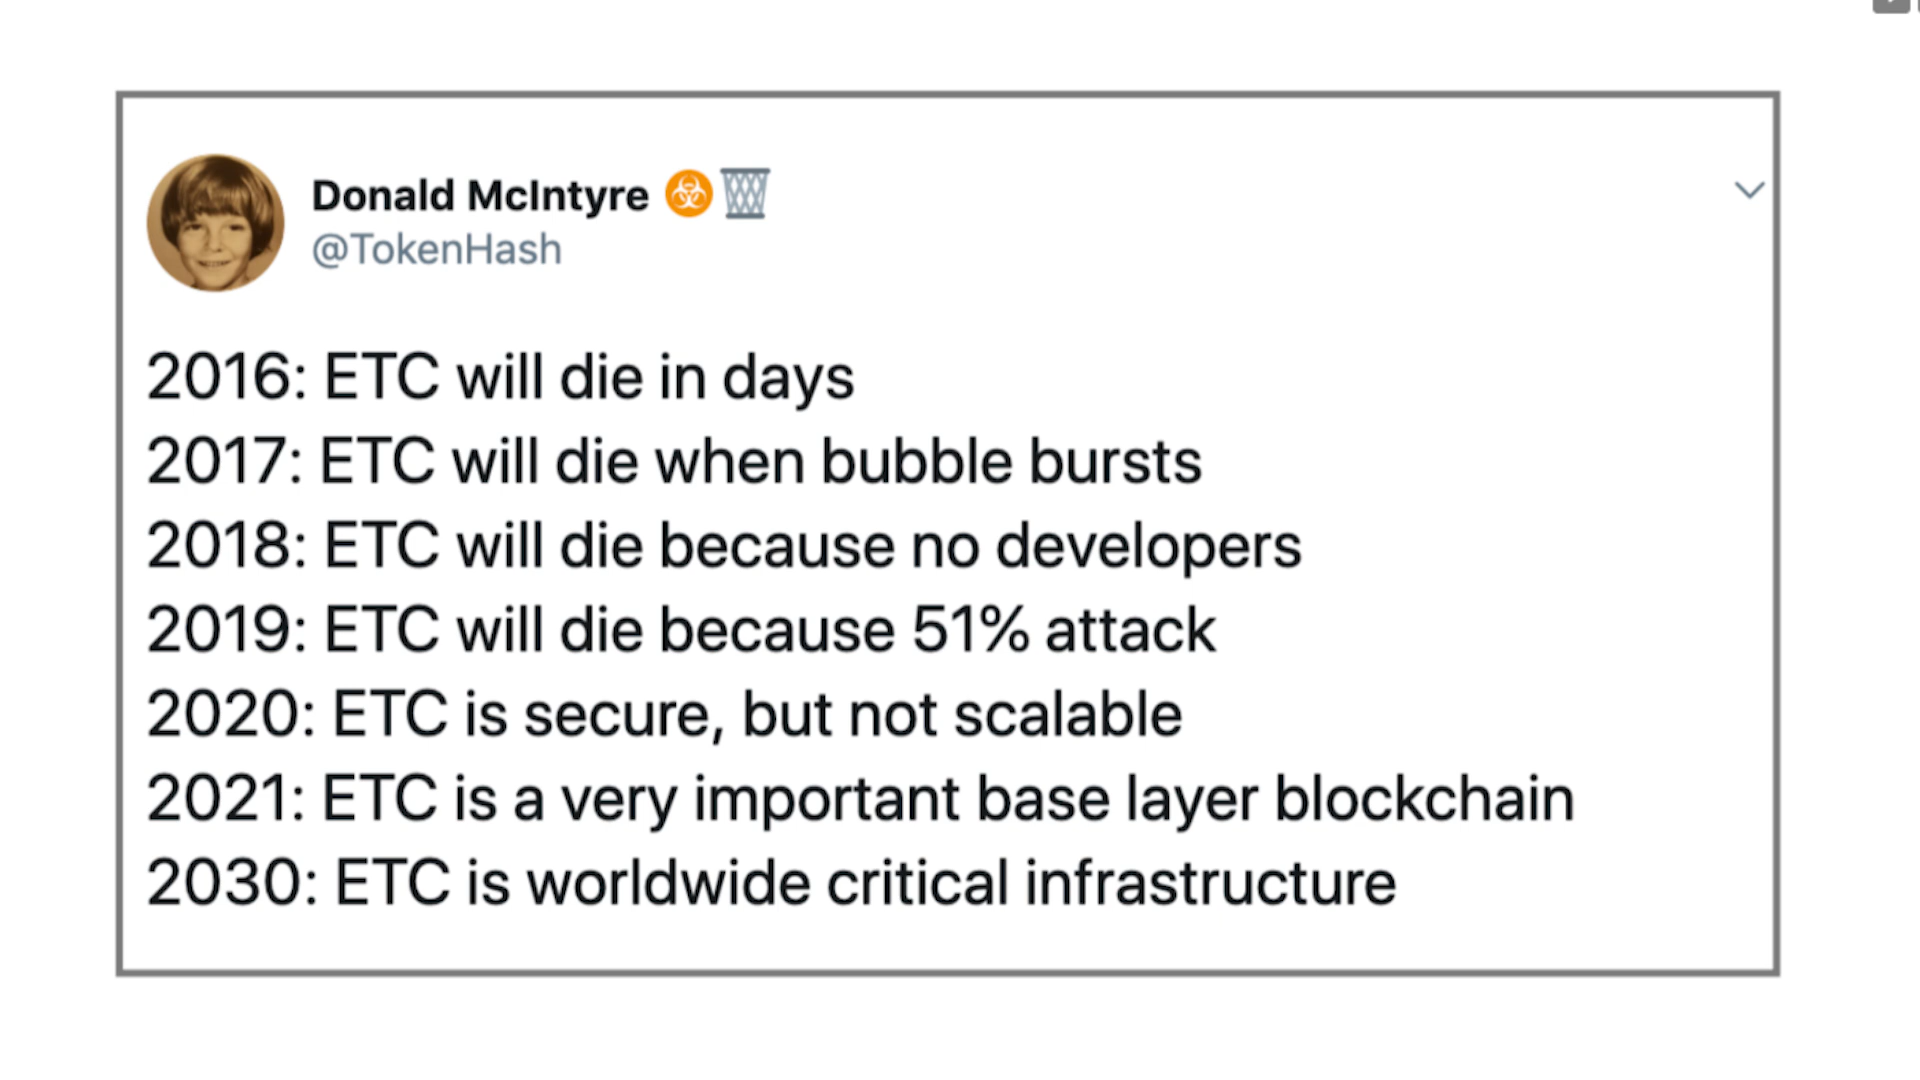 Donald McIntyre ☣️🗑️
@TokenHash
2016: ETC will die in days
2017: ETC will die when bubble bursts
2018: ETC will die because no developers
2019: ETC will die because 51% attack
2020: ETC is secure, but not scalable
2021: ETC is a very important base layer blockchain
2030: ETC is worldwide critical infrastructure